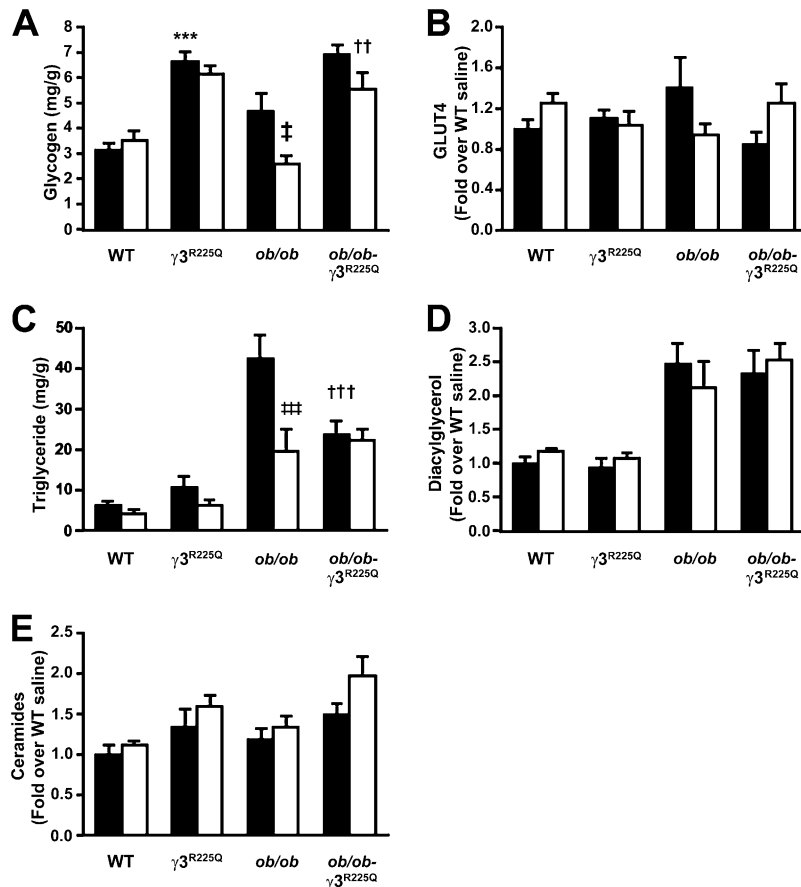 A
Glycogen (mg/g)
8
7
6
5
4
3
2
1
0
***
‡
††
WT
γ3R225Q
ob/ob
ob/ob-
γ3R225Q
B
GLUT4
(Fold over WT saline)
2.0
1.6
1.2
0.8
0.4
0.0
WT
γ3R225Q
ob/ob
ob/ob-
γ3R225Q
C
Triglyceride (mg/g)
50
40
30
20
10
0
‡‡‡
†††
WT
γ3R225Q
ob/ob
ob/ob-
γ3R225Q
D
Diacylglycerol
(Fold over WT saline)
3.0
2.5
2.0
1.5
1.0
0.5
0.0
WT
γ3R225Q
ob/ob
ob/ob-
γ3R225Q
E
Ceramides
(Fold over WT saline)
2.5
2.0
1.5
1.0
0.5
0.0
WT
γ3R225Q
ob/ob
ob/ob-
γ3R225Q